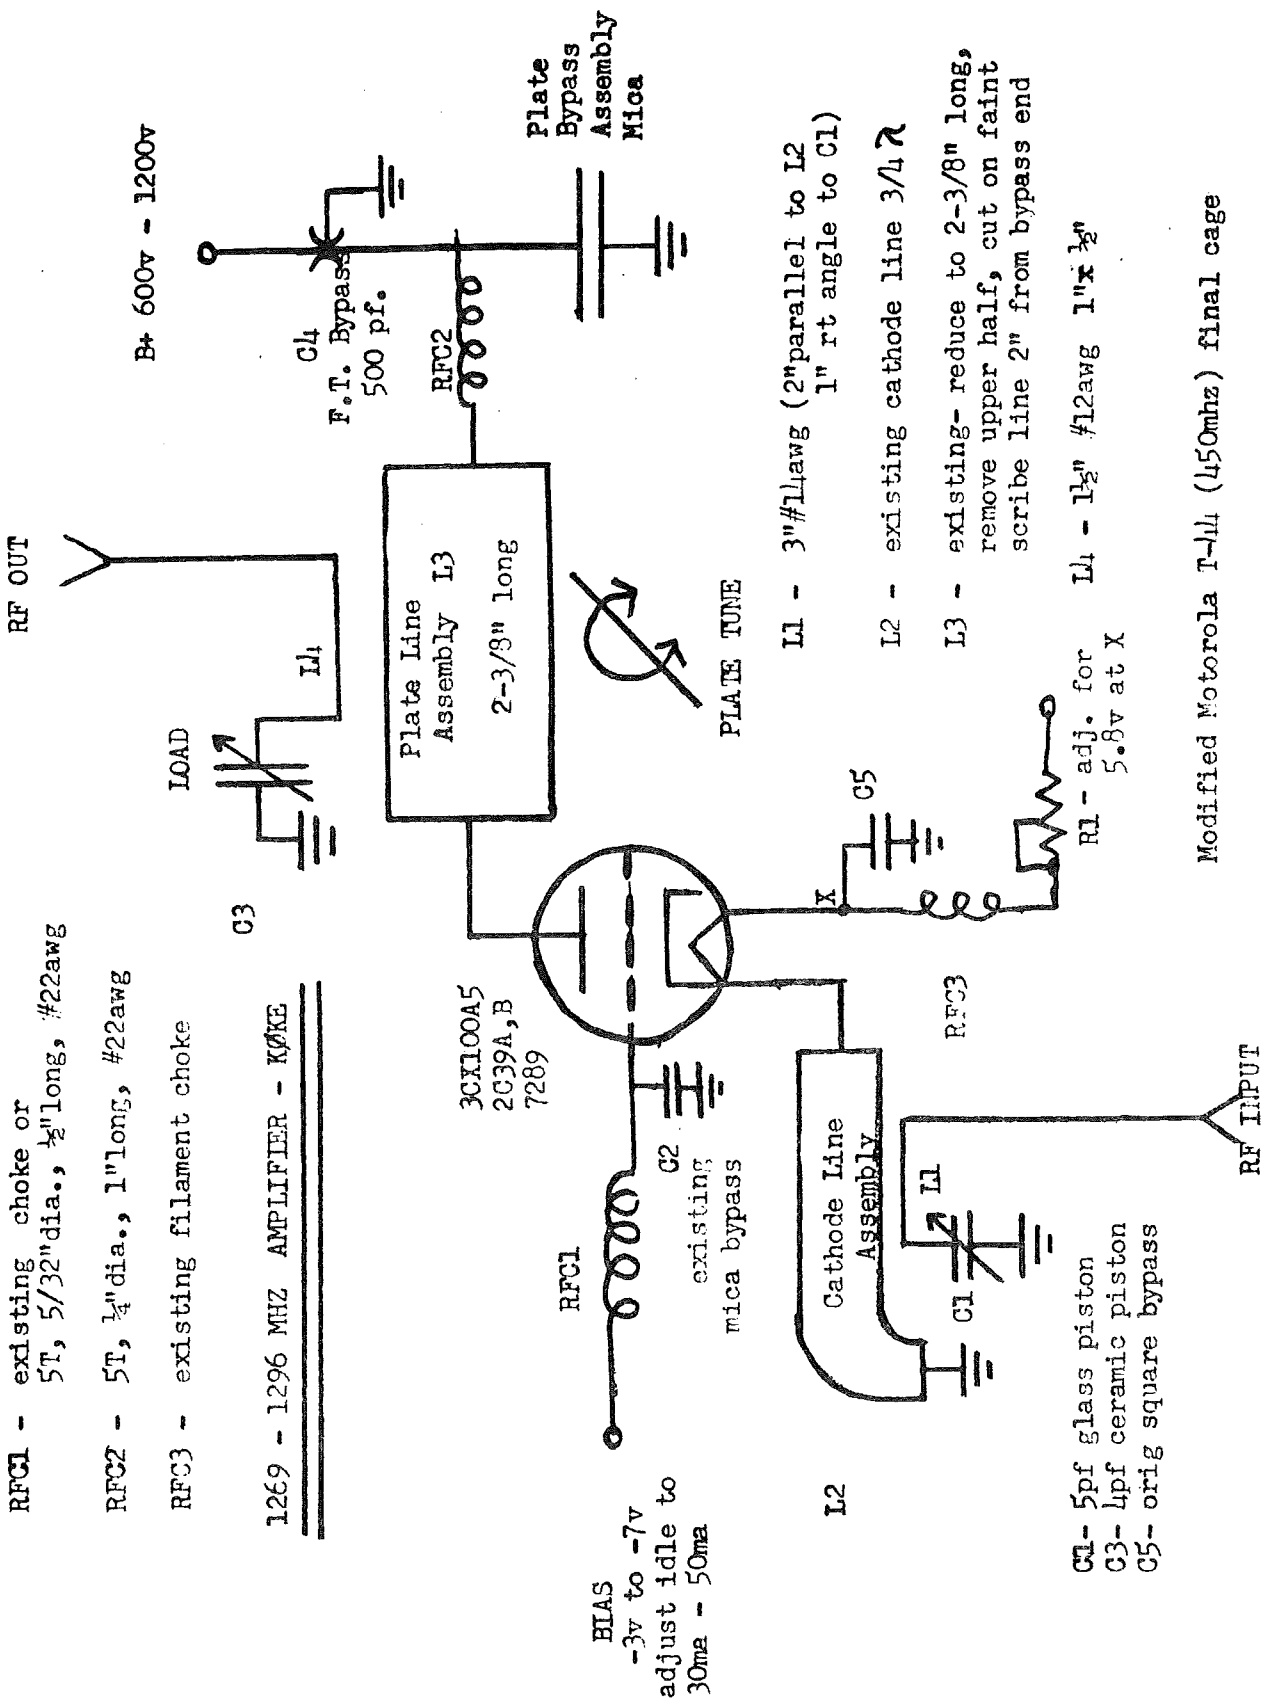 RFC1 - existing choke or
5T, 5/32"dia., ½"long, #22awg
RFC2 - 5T, ¼"dia., 1"long, #22awg
RFC3 - existing filament choke
1269 - 1296 MHZ AMPLIFIER - KØKE
RF OUT
LOAD
C3
L4
B+ 600v - 1200v
C4
F.T. Bypass
500 pf.
RFC2
Plate
Bypass
Assembly
Mica
Plate Line
Assembly L3
2-3/8" long
PLATE TUNE
3CX100A5
2C39A,B
7289
RFC1
C2
existing
mica bypass
BIAS
-3v to -7v
adjust idle to
30ma - 50ma
L2
Cathode Line
Assembly
C1
L1
RF INPUT
X
C5
RFC3
R1 - adj. for
5.8v at X
L1 - 3"#14awg (2"parallel to L2
1" rt angle to C1)
L2 - existing cathode line 3/4 λ
L3 - existing- reduce to 2-3/8" long,
remove upper half, cut on faint
scribe line 2" from bypass end
L4 - 1½" #12awg 1"x ½"
C1- 5pf glass piston
C3- 4pf ceramic piston
C5- orig square bypass
Modified Motorola T-44 (450mhz) final cage